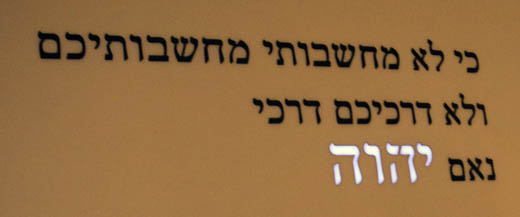 כי לא מחשבותי מחשבותיכם
ולא דרכיכם דרכי
נאם יהוה